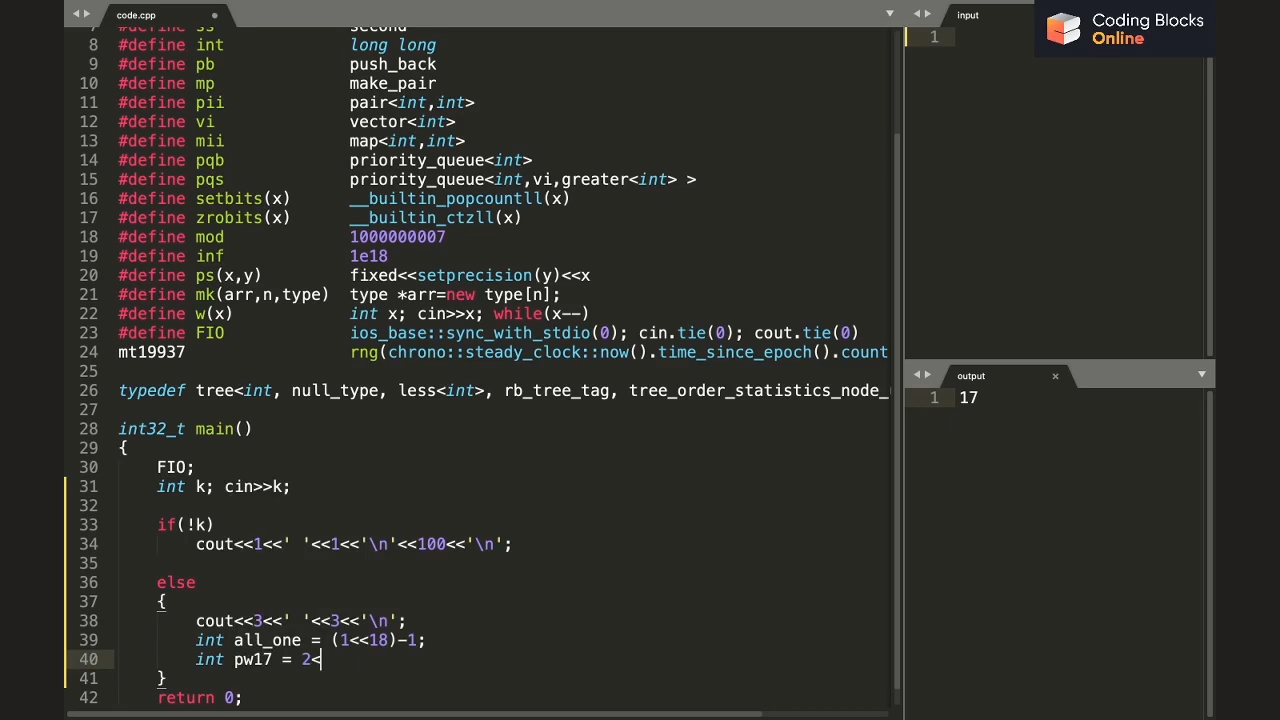 code.cpp
input
Coding Blocks
Online
1
7 #define ss second
8 #define int long long
9 #define pb push_back
10 #define mp make_pair
11 #define pii pair<int,int>
12 #define vi vector<int>
13 #define mii map<int,int>
14 #define pqb priority_queue<int>
15 #define pqs priority_queue<int,vi,greater<int> >
16 #define setbits(x) __builtin_popcountll(x)
17 #define zrobits(x) __builtin_ctzll(x)
18 #define mod 1000000007
19 #define inf 1e18
20 #define ps(x,y) fixed<<setprecision(y)<<x
21 #define mk(arr,n,type) type *arr=new type[n];
22 #define w(x) int x; cin>>x; while(x--)
23 #define FIO ios_base::sync_with_stdio(0); cin.tie(0); cout.tie(0)
24 mt19937 rng(chrono::steady_clock::now().time_since_epoch().count
25
26 typedef tree<int, null_type, less<int>, rb_tree_tag, tree_order_statistics_node_
27
28 int32_t main()
29 {
30 FIO;
31 int k; cin>>k;
32
33 if(!k)
34 cout<<1<<' '<<1<<'\n'<<100<<'\n';
35
36 else
37 {
38 cout<<3<<' '<<3<<'\n';
39 int all_one = (1<<18)-1;
40 int pw17 = 2<
41 }
42 return 0;
output
1 17